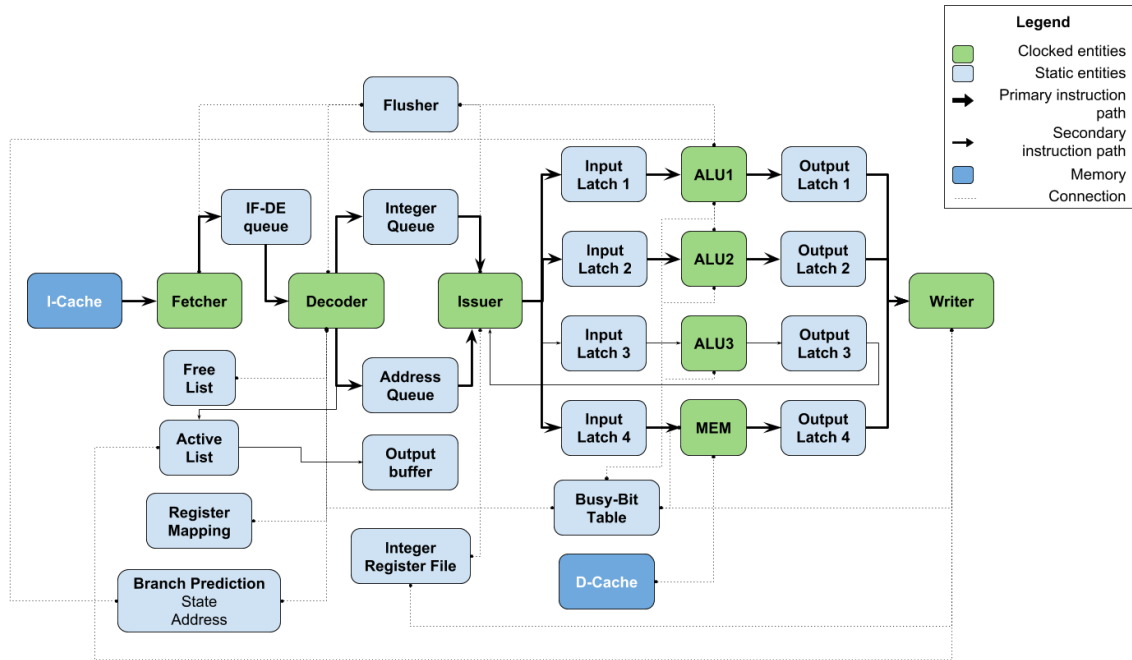 Legend
Clocked entities
Static entities
Primary instruction
path
Secondary
instruction path
Memory
Connection
Flusher
Input
Latch 1
ALU1
Output
Latch 1
IF-DE
queue
Integer
Queue
Input
Latch 2
ALU2
Output
Latch 2
I-Cache
Fetcher
Decoder
Issuer
Writer
Input
Latch 3
ALU3
Output
Latch 3
Free
List
Address
Queue
Input
Latch 4
MEM
Output
Latch 4
Active
List
Output
buffer
Register
Mapping
Busy-Bit
Table
Integer
Register File
D-Cache
Branch Prediction
State
Address